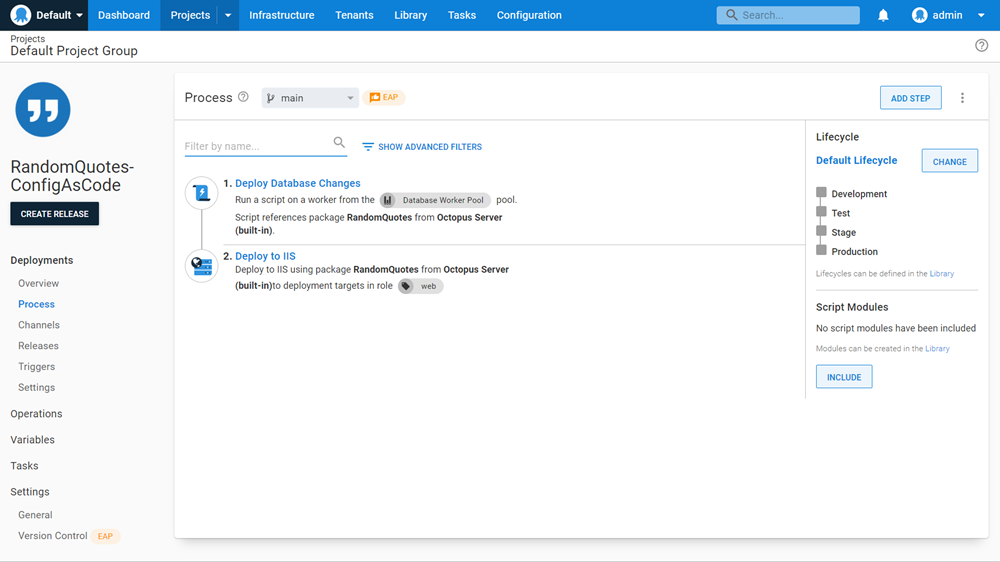 Default Dashboard Projects Infrastructure Tenants Library Tasks Configuration Search... admin
Projects
Default Project Group
RandomQuotes-
ConfigAsCode
CREATE RELEASE
Deployments
Overview
Process
Channels
Releases
Triggers
Settings
Operations
Variables
Tasks
Settings
General
Version Control EAP
Process main EAP ADD STEP
Filter by name... SHOW ADVANCED FILTERS
1. Deploy Database Changes
Run a script on a worker from the Database Worker Pool pool.
Script references package RandomQuotes from Octopus Server
(built-in).
2. Deploy to IIS
Deploy to IIS using package RandomQuotes from Octopus Server
(built-in)to deployment targets in role web
Lifecycle
Default Lifecycle CHANGE
Development
Test
Stage
Production
Lifecycles can be defined in the Library
Script Modules
No script modules have been included
Modules can be created in the Library
INCLUDE